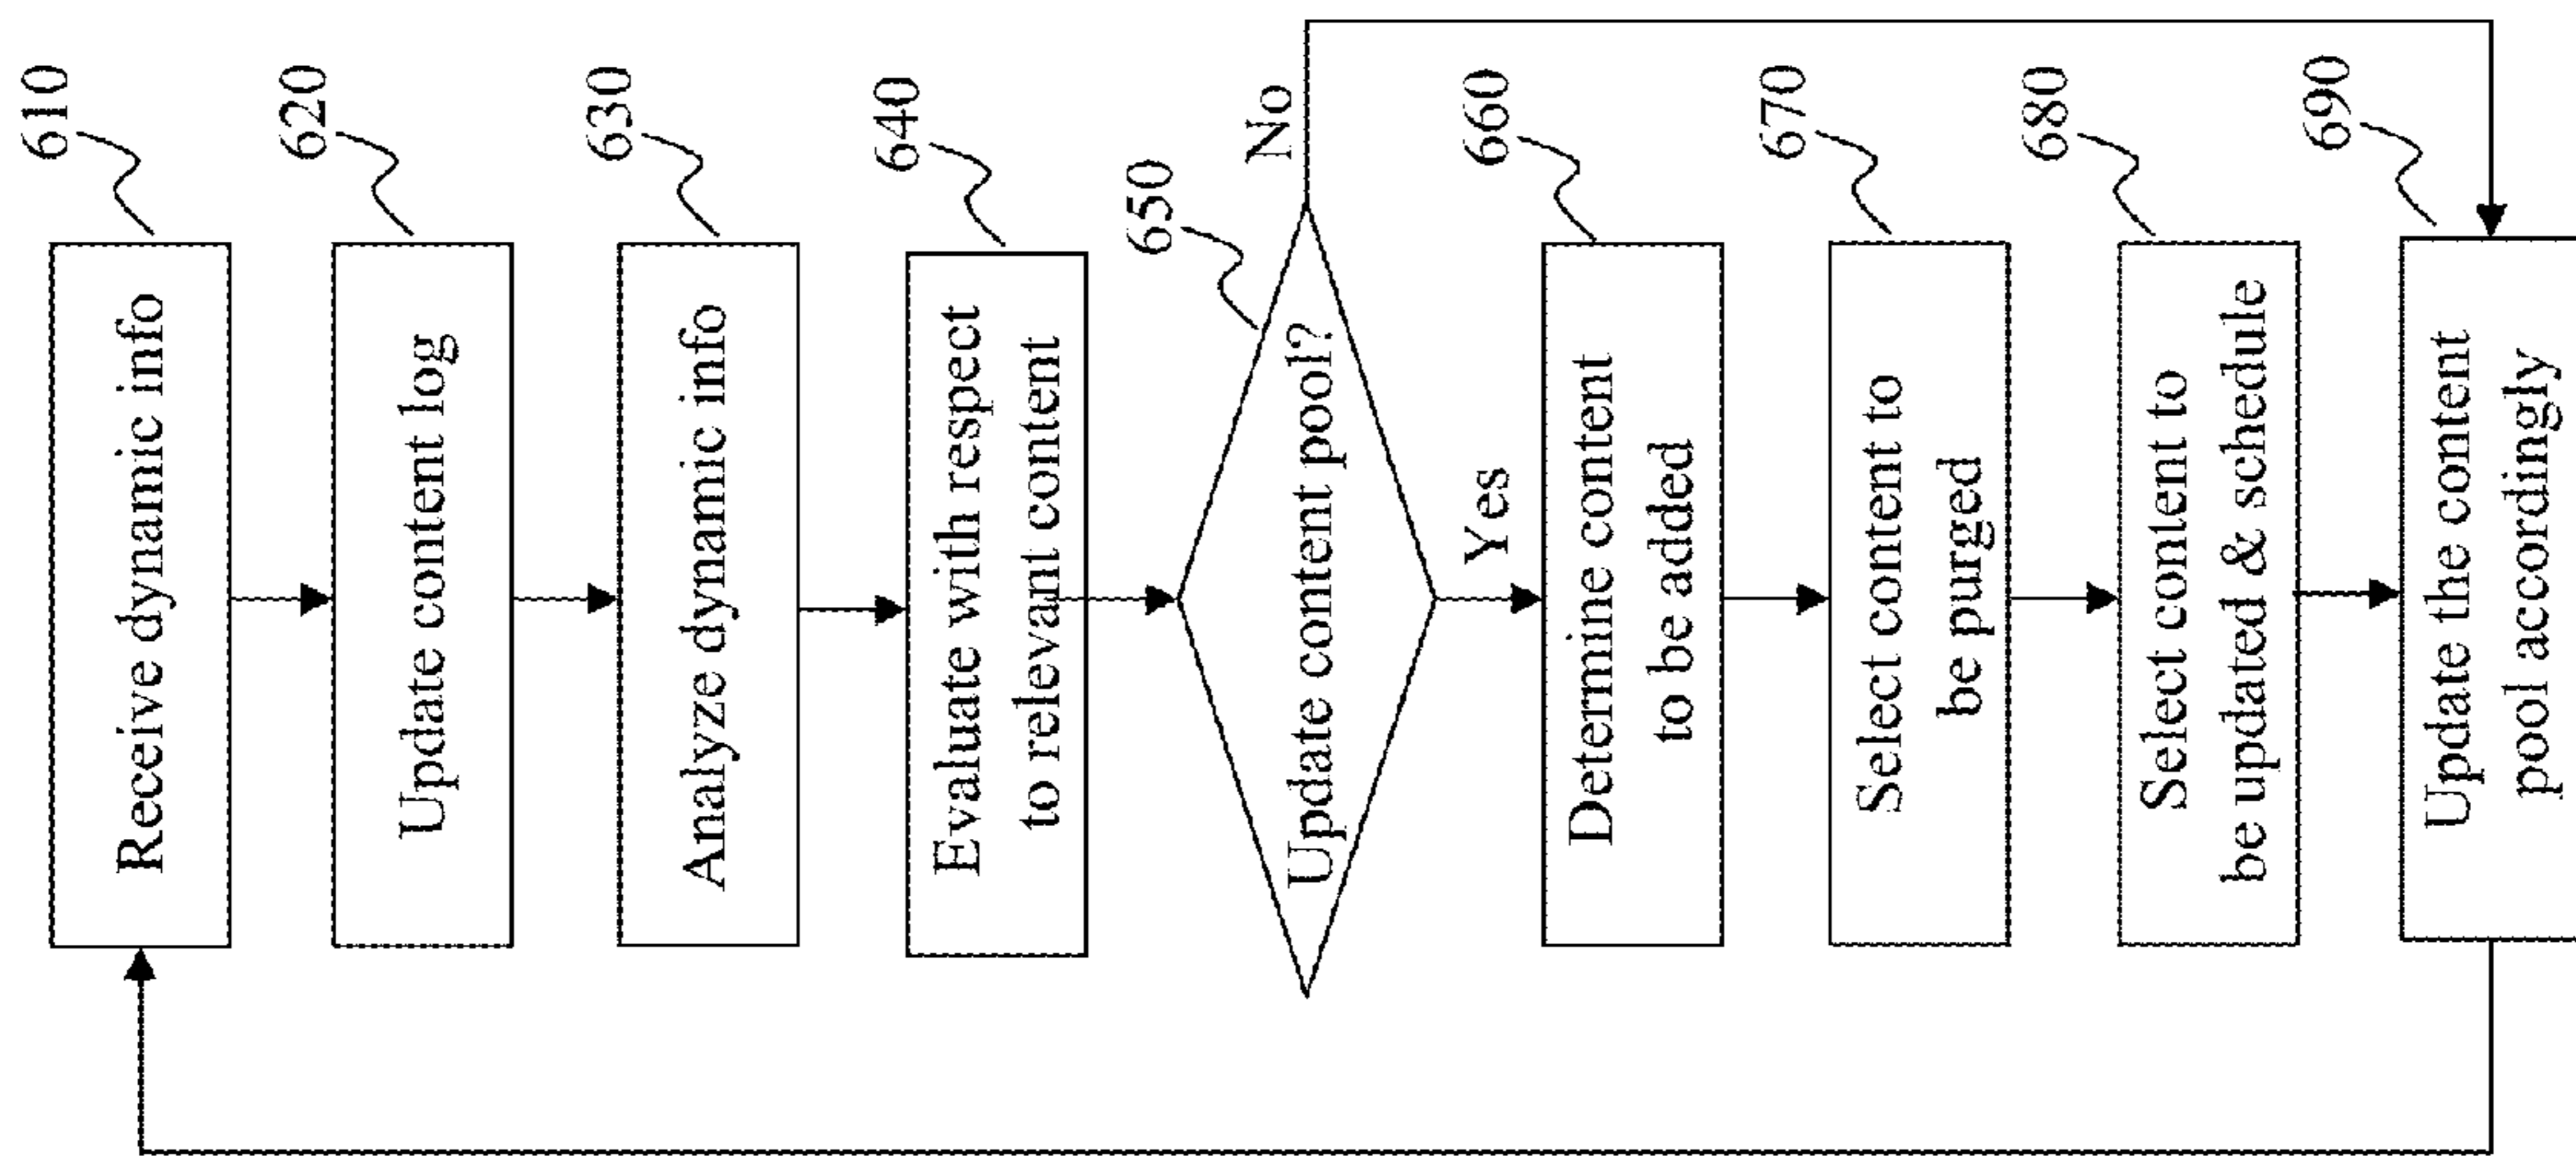 610
Receive dynamic info
620
Update content log
630
Analyze dynamic info
640
Evaluate with respect
to relevant content
650
Update content pool?
No
Yes
660
Determine content
to be added
670
Select content to
be purged
680
Select content to
be updated & schedule
690
Update the content
pool accordingly